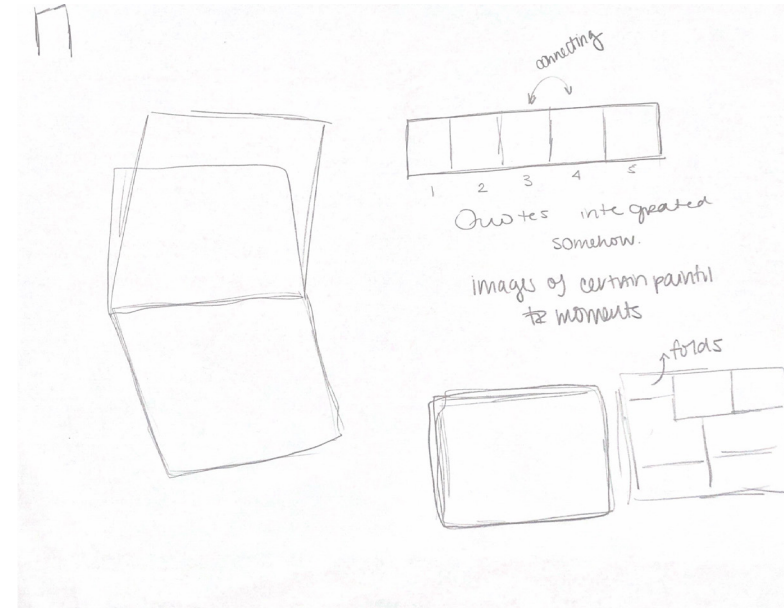 connecting
1 2 3 4 5
Quotes integrated
somehow.
images of certain painful
moments
folds